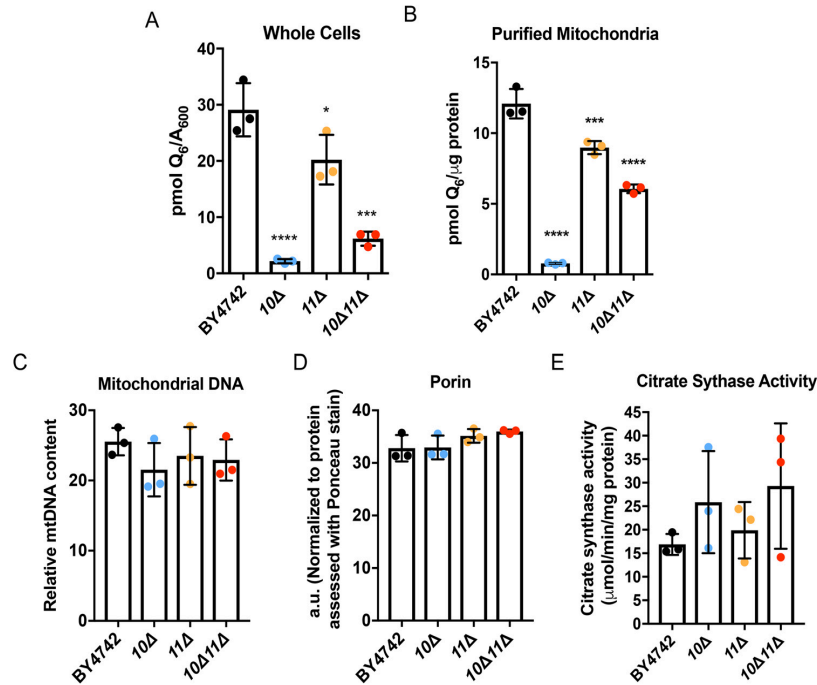 A
Whole Cells
pmol Q6/A600
40
30
20
10
0
****
*
***
BY4742
10Δ
11Δ
10Δ11Δ
B
Purified Mitochondria
pmol Q6/μg protein
15
10
5
0
****
***
****
BY4742
10Δ
11Δ
10Δ11Δ
C
Mitochondrial DNA
Relative mtDNA content
30
20
10
0
BY4742
10Δ
11Δ
10Δ11Δ
D
Porin
a.u. (Normalized to protein
assessed with Ponceau stain)
40
30
20
10
0
BY4742
10Δ
11Δ
10Δ11Δ
E
Citrate Sythase Activity
Citrate synthase activity
(μmol/min/mg protein)
45
40
35
30
25
20
15
10
5
0
BY4742
10Δ
11Δ
10Δ11Δ